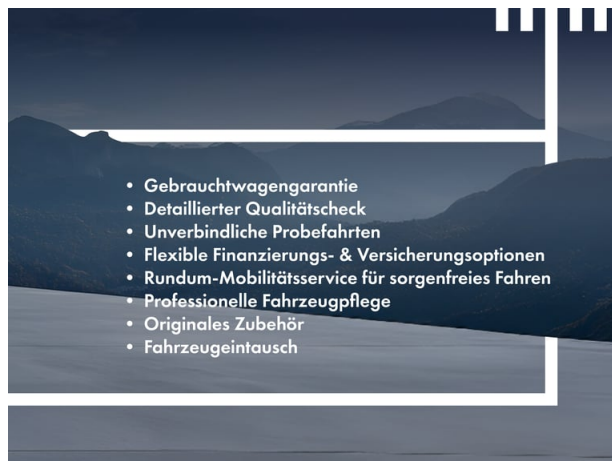 • Gebrauchtwagengarantie
• Detaillierter Qualitätscheck
• Unverbindliche Probefahrten
• Flexible Finanzierungs- & Versicherungsoptionen
• Rundum-Mobilitätsservice für sorgenfreies Fahren
• Professionelle Fahrzeugpflege
• Originales Zubehör
• Fahrzeugeintausch